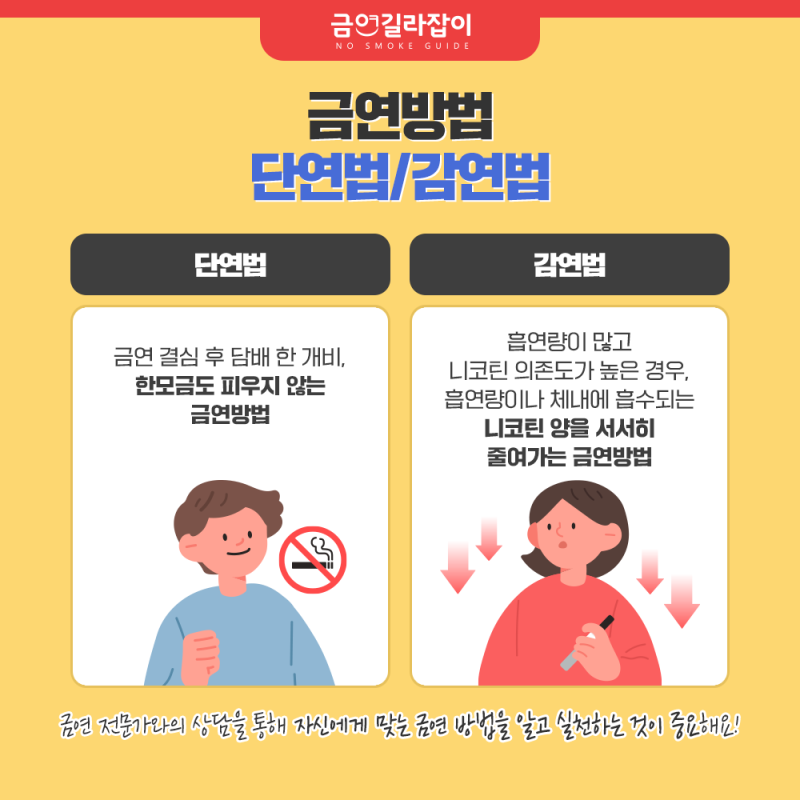 금연길라잡이
NO SMOKE GUIDE
금연방법
단연법/감연법
단연법
금연 결심 후 담배 한 개비,
한모금도 피우지 않는
금연방법
감연법
흡연량이 많고
니코틴 의존도가 높은 경우,
흡연량이나 체내에 흡수되는
니코틴 양을 서서히
줄여가는 금연방법
금연 전문가와의 상담을 통해 자신에게 맞는 금연 방법을 알고 실천하는 것이 중요해요!